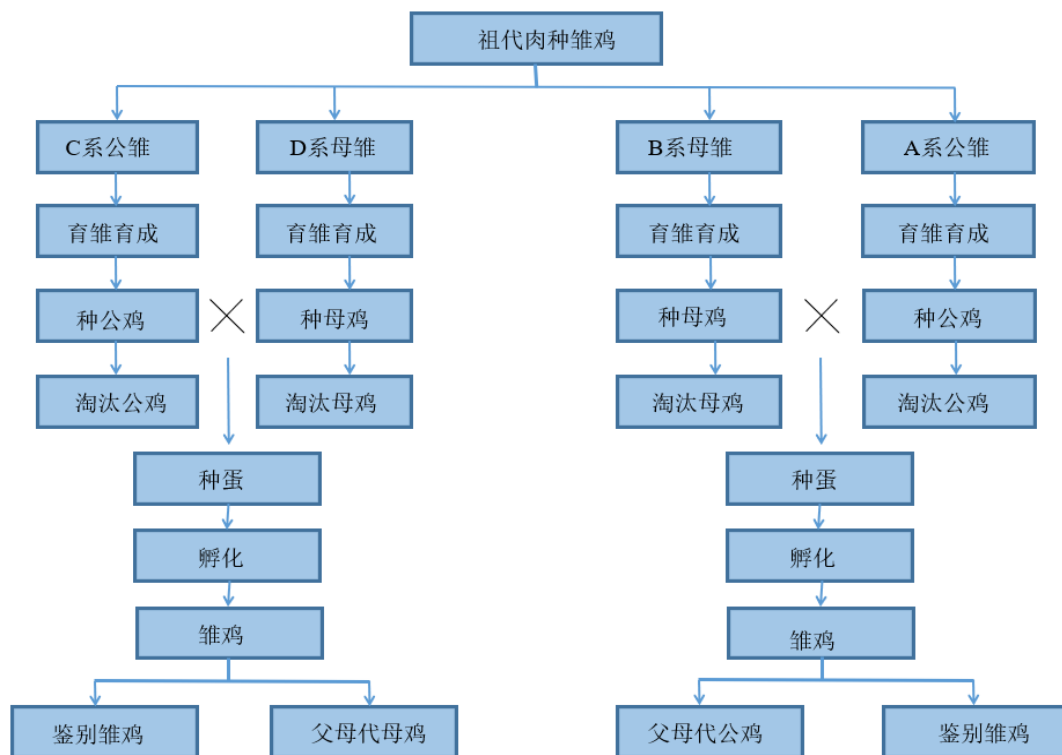 祖代肉种雏鸡
C系公雏
D系母雏
B系母雏
A系公雏
育雏育成
育雏育成
育雏育成
育雏育成
种公鸡
种母鸡
种母鸡
种公鸡
淘汰公鸡
淘汰母鸡
淘汰母鸡
淘汰公鸡
种蛋
种蛋
孵化
孵化
雏鸡
雏鸡
鉴别雏鸡
父母代母鸡
父母代公鸡
鉴别雏鸡